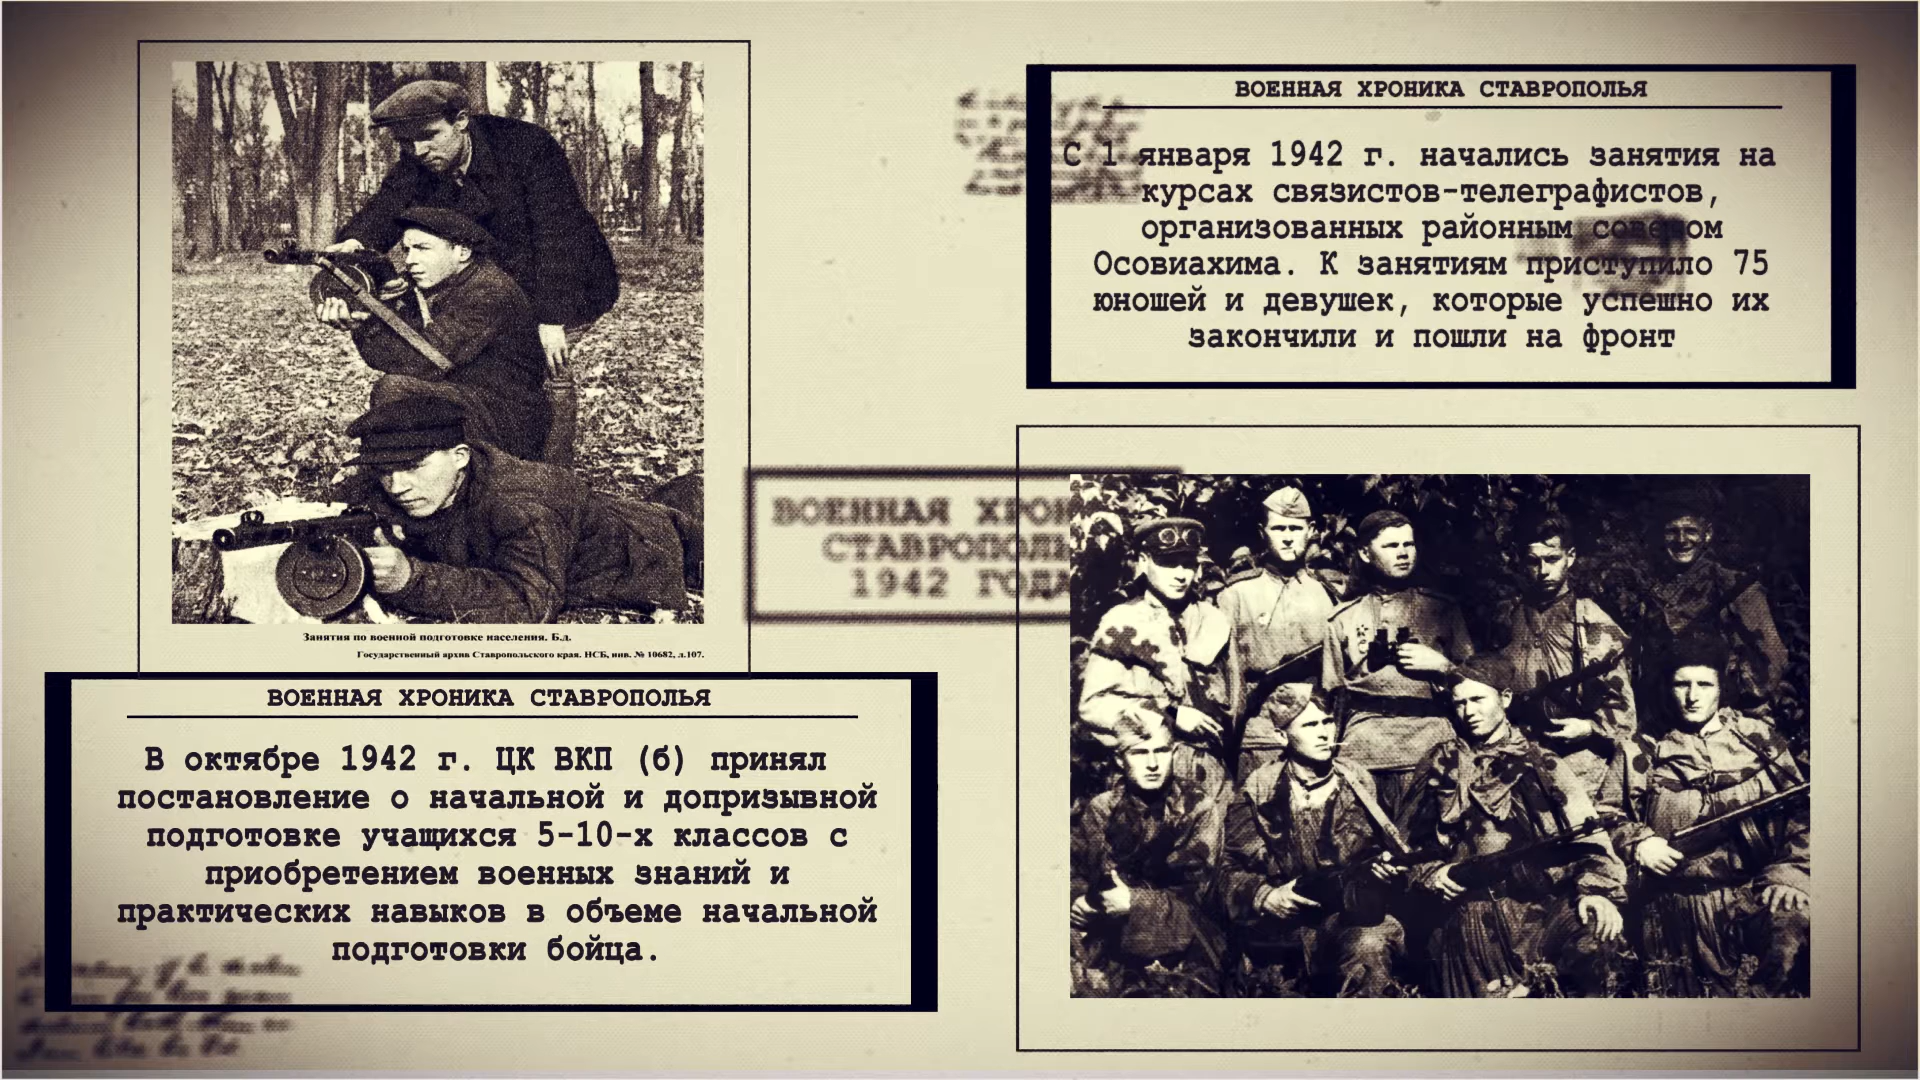 Занятия по военной подготовке населения. Б.д.
Государственный архив Ставропольского края. НСБ, инв. № 10682, л.107.
ВОЕННАЯ ХРОНИКА СТАВРОПОЛЬЯ
В октябре 1942 г. ЦК ВКП (б) принял
постановление о начальной и допризывной
подготовке учащихся 5-10-х классов с
приобретением военных знаний и
практических навыков в объеме начальной
подготовки бойца.
ВОЕННАЯ ХРОНИКА СТАВРОПОЛЬЯ
С 1 января 1942 г. начались занятия на
курсах связистов-телеграфистов,
организованных районным советом
Осовиахима. К занятиям приступило 75
юношей и девушек, которые успешно их
закончили и пошли на фронт
ВОЕННАЯ ХРОН
СТАВРОПОЛЬ
1942 ГОДА